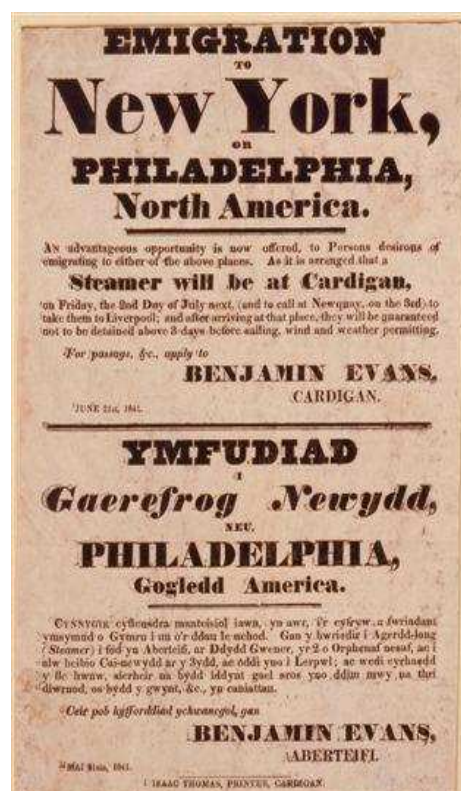 EMIGRATION
TO
New York,
OR
PHILADELPHIA,
North America.
AN advantageous opportunity is now offered, to Persons desirous of
emigrating to either of the above places. As it is arranged that a
Steamer will be at Cardigan,
on Friday, the 2nd Day of July next, (and to call at Newquay, on the 3rd) to
take them to Liverpool; and after arriving at that place, they will be guaranteed
not to be detained above 3 days before sailing, wind and weather permitting.
For passage, &c., apply to
BENJAMIN EVANS,
CARDIGAN.
JUNE 21st, 1841.
YMFUDIAD
I
Gaerefrog Newydd,
NEU,
PHILADELPHIA,
Gogledd America.
CYNNYGIR cyfleusdra manteisiol iawn, yn awr, i'r cyfryw a fwriadant
ymsymud o Gymru i un o'r ddau le uchod. Gan y bwriedir i Agerdd-long
(Steamer) i fod yn Aberteifi, ar Ddydd Gwener, yr 2 o Orphenaf nesaf, ac i
alw heibio Cei-newydd ar y 3ydd, ac oddi yno i Lerpwl; ac wedi cyrhaedd
y lle hwnw, sicrheir na bydd iddynt gael aros yno ddim mwy na thri
diwrnod, os bydd y gwynt, &c., yn caniattau.
Ceir pob hyfforddiad ychwanegol, gan
BENJAMIN EVANS,
ABERTEIFI.
MAI 21ain, 1841.
ISAAC THOMAS, PRINTER, CARDIGAN.